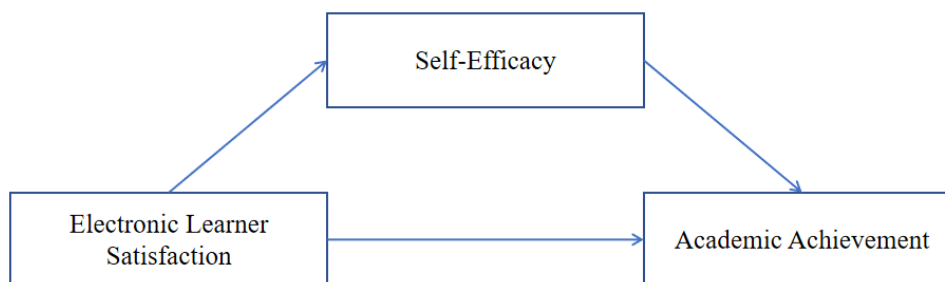 Self-Efficacy
Electronic Learner
Satisfaction
Academic Achievement